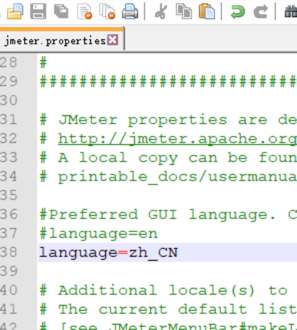 jmeter.properties
28 #
29 ##########################
30
31 # JMeter properties are de
32 # http://jmeter.apache.org
33 # A local copy can be foun
34 # printable_docs/usermanua
35
36 #Preferred GUI language. C
37 #language=en
38 language=zh_CN
39
40 # Additional locale(s) to
41 # The current default list
42 # [see JMeterMenuBar#makeL